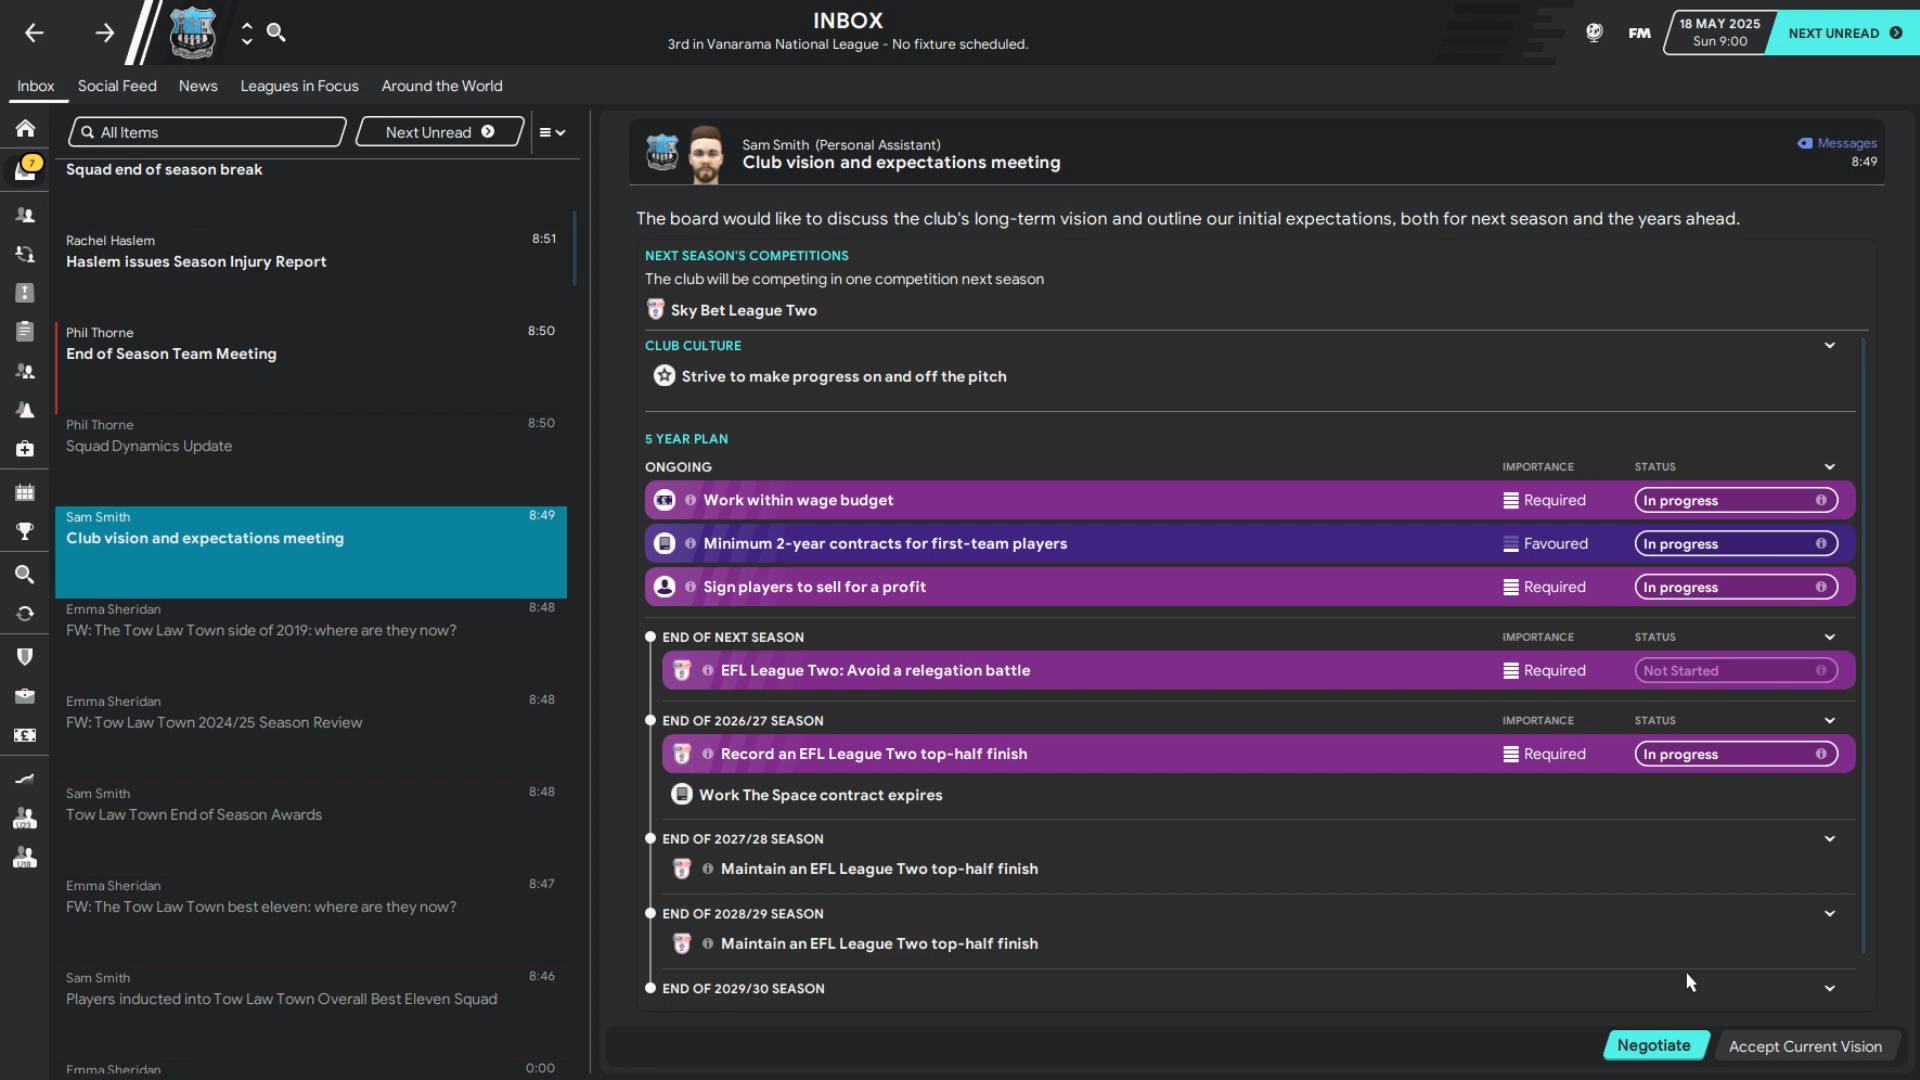 INBOX
3rd in Vanarama National League - No fixture scheduled.
FM
18 MAY 2025
Sun 9:00
NEXT UNREAD
Inbox
Social Feed
News
Leagues in Focus
Around the World
All Items
Next Unread
7
U23
U18
Squad end of season break
Rachel Haslem
8:51
Haslem issues Season Injury Report
Phil Thorne
8:50
End of Season Team Meeting
Phil Thorne
8:50
Squad Dynamics Update
Sam Smith
8:49
Club vision and expectations meeting
Emma Sheridan
8:48
FW: The Tow Law Town side of 2019: where are they now?
Emma Sheridan
8:48
FW: Tow Law Town 2024/25 Season Review
Sam Smith
8:48
Tow Law Town End of Season Awards
Emma Sheridan
8:47
FW: The Tow Law Town best eleven: where are they now?
Sam Smith
8:46
Players inducted into Tow Law Town Overall Best Eleven Squad
Emma Sheridan
0:00
Sam Smith (Personal Assistant)
Club vision and expectations meeting
Messages
8:49
The board would like to discuss the club's long-term vision and outline our initial expectations, both for next season and the years ahead.
NEXT SEASON'S COMPETITIONS
The club will be competing in one competition next season
Sky Bet League Two
CLUB CULTURE
Strive to make progress on and off the pitch
5 YEAR PLAN
ONGOING IMPORTANCE STATUS
Work within wage budget Required In progress
Minimum 2-year contracts for first-team players Favoured In progress
Sign players to sell for a profit Required In progress
END OF NEXT SEASON IMPORTANCE STATUS
EFL League Two: Avoid a relegation battle Required Not Started
END OF 2026/27 SEASON IMPORTANCE STATUS
Record an EFL League Two top-half finish Required In progress
Work The Space contract expires
END OF 2027/28 SEASON
Maintain an EFL League Two top-half finish
END OF 2028/29 SEASON
Maintain an EFL League Two top-half finish
END OF 2029/30 SEASON
Negotiate
Accept Current Vision